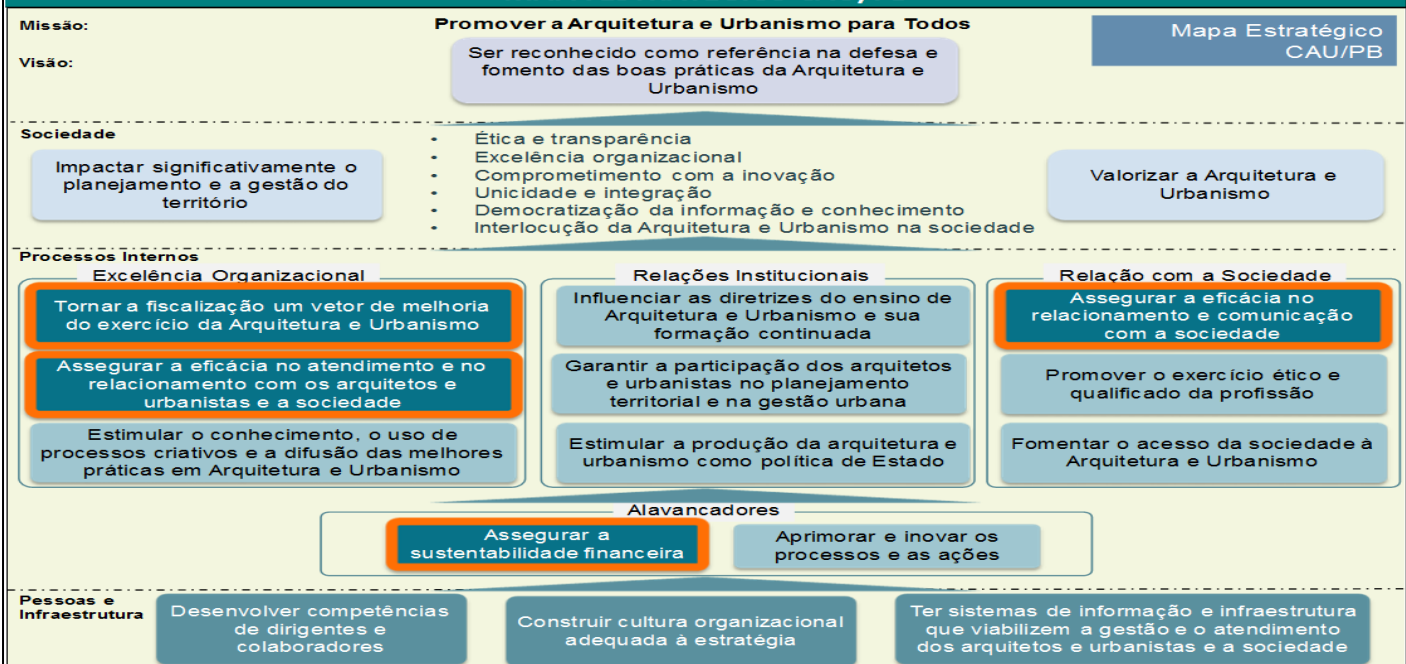 Missão:
Promover a Arquitetura e Urbanismo para Todos
Mapa Estratégico
CAU/PB
Visão:
Ser reconhecido como referência na defesa e
fomento das boas práticas da Arquitetura e
Urbanismo
Sociedade
Impactar significativamente o
planejamento e a gestão do
território
• Ética e transparência
• Excelência organizacional
• Comprometimento com a inovação
• Unicidade e integração
• Democratização da informação e conhecimento
• Interlocução da Arquitetura e Urbanismo na sociedade
Valorizar a Arquitetura e
Urbanismo
Processos Internos
Excelência Organizacional
Tornar a fiscalização um vetor de melhoria
do exercício da Arquitetura e Urbanismo
Assegurar a eficácia no atendimento e no
relacionamento com os arquitetos e
urbanistas e a sociedade
Estimular o conhecimento, o uso de
processos criativos e a difusão das melhores
práticas em Arquitetura e Urbanismo
Relações Institucionais
Influenciar as diretrizes do ensino de
Arquitetura e Urbanismo e sua
formação continuada
Garantir a participação dos arquitetos
e urbanistas no planejamento
territorial e na gestão urbana
Estimular a produção da arquitetura e
urbanismo como política de Estado
Relação com a Sociedade
Assegurar a eficácia no
relacionamento e comunicação
com a sociedade
Promover o exercício ético e
qualificado da profissão
Fomentar o acesso da sociedade à
Arquitetura e Urbanismo
Alavancadores
Assegurar a
sustentabilidade financeira
Aprimorar e inovar os
processos e as ações
Pessoas e
Infraestrutura
Desenvolver competências
de dirigentes e
colaboradores
Construir cultura organizacional
adequada à estratégia
Ter sistemas de informação e infraestrutura
que viabilizem a gestão e o atendimento
dos arquitetos e urbanistas e a sociedade